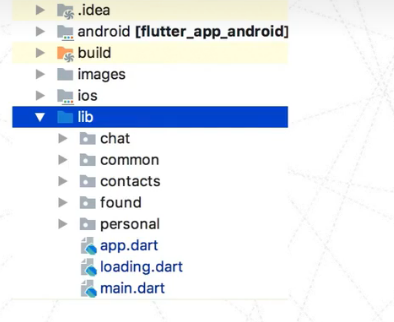 .idea
android [flutter_app_android]
build
images
ios
lib
chat
common
contacts
found
personal
app.dart
loading.dart
main.dart